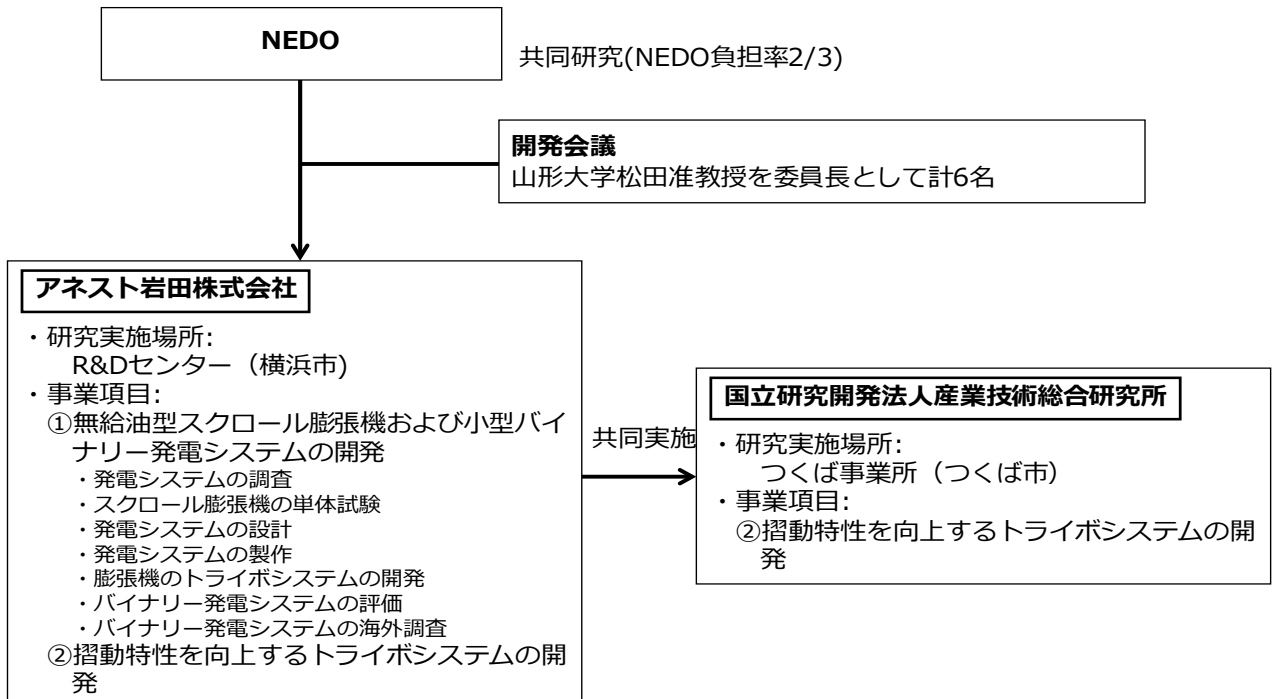 NEDO
共同研究(NEDO負担率2/3)
開発会議
山形大学松田准教授を委員長として計6名
アネスト岩田株式会社
・研究実施場所:
R&Dセンター（横浜市)
・事業項目:
①無給油型スクロール膨張機および小型バイ
ナリー発電システムの開発
・発電システムの調査
・スクロール膨張機の単体試験
・発電システムの設計
・発電システムの製作
・膨張機のトライボシステムの開発
・バイナリー発電システムの評価
・バイナリー発電システムの海外調査
②摺動特性を向上するトライボシステムの開
発
共同実施
国立研究開発法人産業技術総合研究所
・研究実施場所:
つくば事業所（つくば市）
・事業項目:
②摺動特性を向上するトライボシステムの開
発